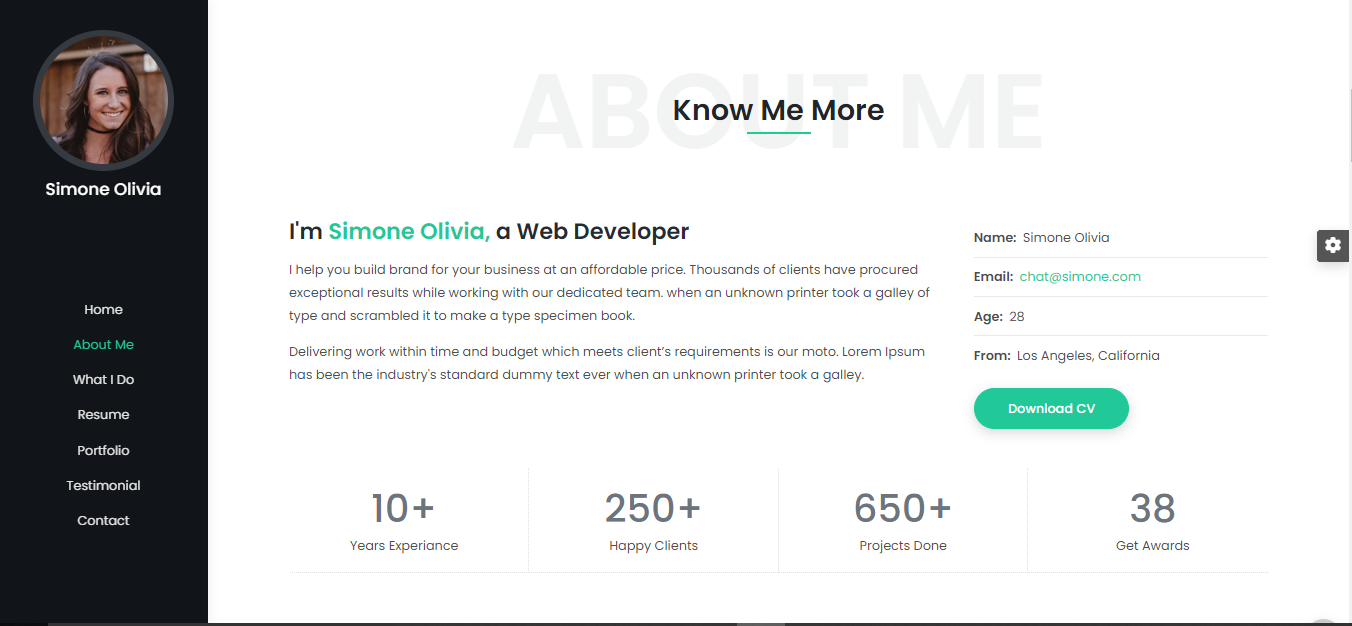 Simone Olivia
Home
About Me
What I Do
Resume
Portfolio
Testimonial
Contact
ABOUT ME
Know Me More
I'm Simone Olivia, a Web Developer
I help you build brand for your business at an affordable price. Thousands of clients have procured
exceptional results while working with our dedicated team. when an unknown printer took a galley of
type and scrambled it to make a type specimen book.
Delivering work within time and budget which meets client’s requirements is our moto. Lorem Ipsum
has been the industry's standard dummy text ever when an unknown printer took a galley.
Name: Simone Olivia
Email: chat@simone.com
Age: 28
From: Los Angeles, California
Download CV
10+
Years Experiance
250+
Happy Clients
650+
Projects Done
38
Get Awards